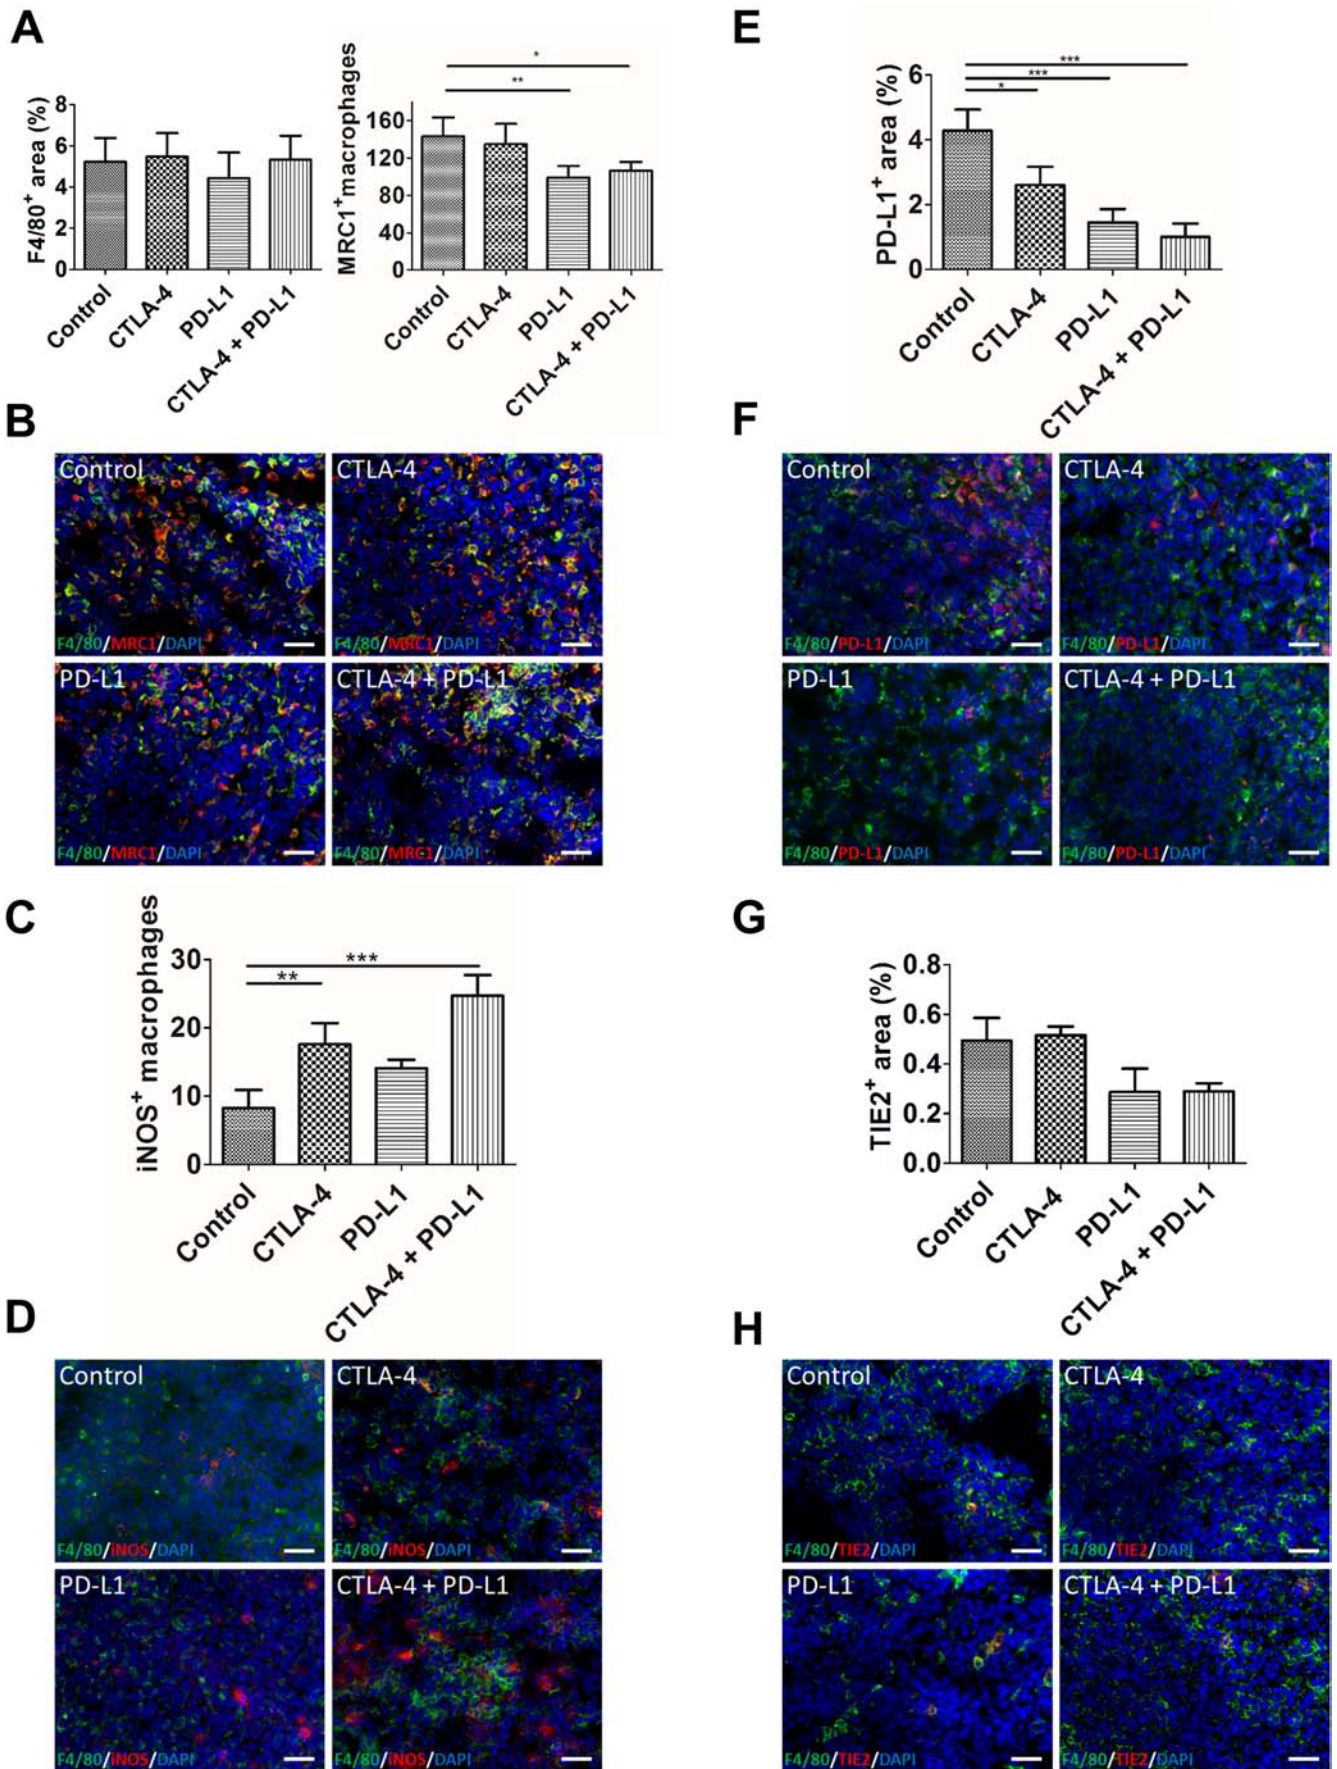 A
F4/80+ area (%)
8
6
4
2
0
Control
CTLA-4
PD-L1
CTLA-4 + PD-L1
MRC1+macrophages
160
120
80
40
0
*
**
Control
CTLA-4
PD-L1
CTLA-4 + PD-L1
E
PD-L1+ area (%)
6
4
2
0
***
***
*
Control
CTLA-4
PD-L1
CTLA-4 + PD-L1
B
Control
F4/80/MRC1/DAPI
CTLA-4
F4/80/MRC1/DAPI
PD-L1
F4/80/MRC1/DAPI
CTLA-4 + PD-L1
F4/80/MRC1/DAPI
F
Control
F4/80/PD-L1/DAPI
CTLA-4
F4/80/PD-L1/DAPI
PD-L1
F4/80/PD-L1/DAPI
CTLA-4 + PD-L1
F4/80/PD-L1/DAPI
C
iNOS+ macrophages
30
20
10
0
***
**
Control
CTLA-4
PD-L1
CTLA-4 + PD-L1
G
TIE2+ area (%)
0.8
0.6
0.4
0.2
0.0
Control
CTLA-4
PD-L1
CTLA-4 + PD-L1
D
Control
F4/80/iNOS/DAPI
CTLA-4
F4/80/iNOS/DAPI
PD-L1
F4/80/iNOS/DAPI
CTLA-4 + PD-L1
F4/80/iNOS/DAPI
H
Control
F4/80/TIE2/DAPI
CTLA-4
F4/80/TIE2/DAPI
PD-L1
F4/80/TIE2/DAPI
CTLA-4 + PD-L1
F4/80/TIE2/DAPI